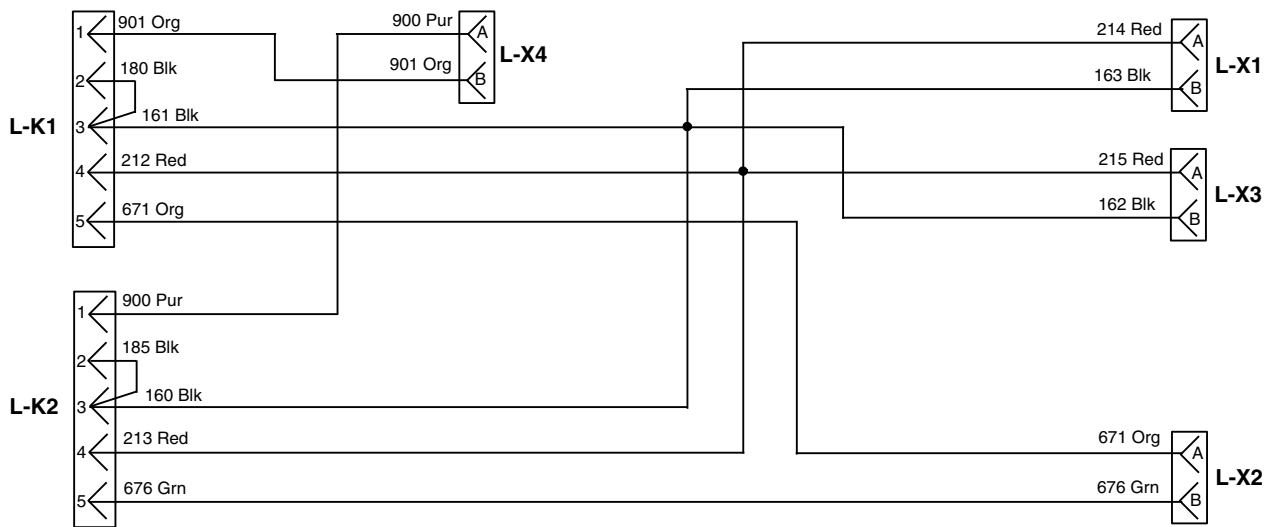 L-K1
1 901 Org
2 180 Blk
3 161 Blk
4 212 Red
5 671 Org
L-K2
1 900 Pur
2 185 Blk
3 160 Blk
4 213 Red
5 676 Grn
900 Pur A
901 Org B
L-X4
214 Red A
163 Blk B
L-X1
215 Red A
162 Blk B
L-X3
671 Org A
676 Grn B
L-X2